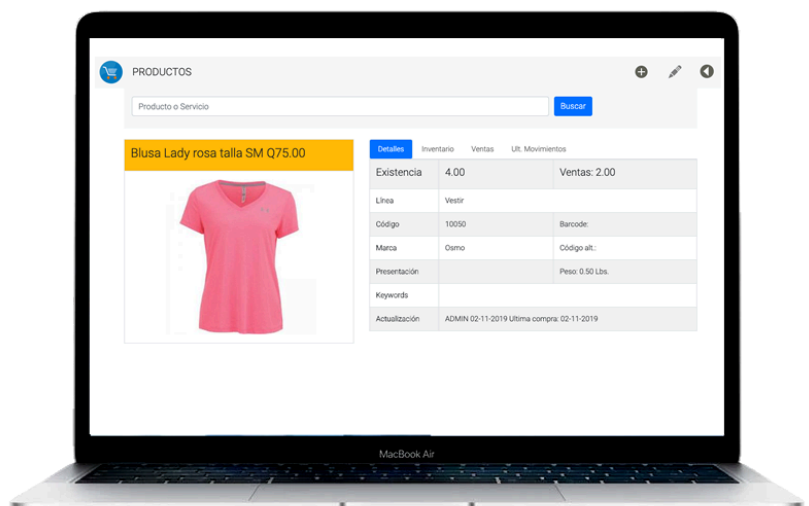 PRODUCTOS
Producto o Servicio
Buscar
Blusa Lady rosa talla SM Q75.00
Detalles Inventario Ventas Ult. Movimientos
Existencia 4.00 Ventas: 2.00
Línea Vestir
Código 10050 Barcode:
Marca Osmo Código alt.:
Presentación Peso: 0.50 Lbs.
Keywords
Actualización ADMIN 02-11-2019 Ultima compra: 02-11-2019
MacBook Air